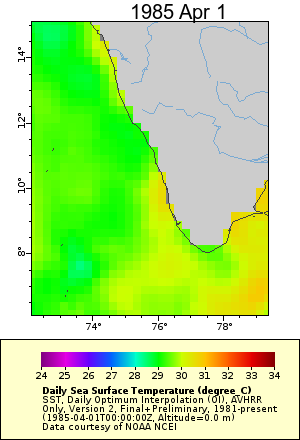 1985 Apr 1
14°
12°
10°
8°
74° 76° 78°
24 25 26 27 28 29 30 31 32 33 34
Daily Sea Surface Temperature (degree_C)
SST, Daily Optimum Interpolation (OI), AVHRR
Only, Version 2, Final+Preliminary, 1981-present
(1985-04-01T00:00:00Z, Altitude=0.0 m)
Data courtesy of NOAA NCEI